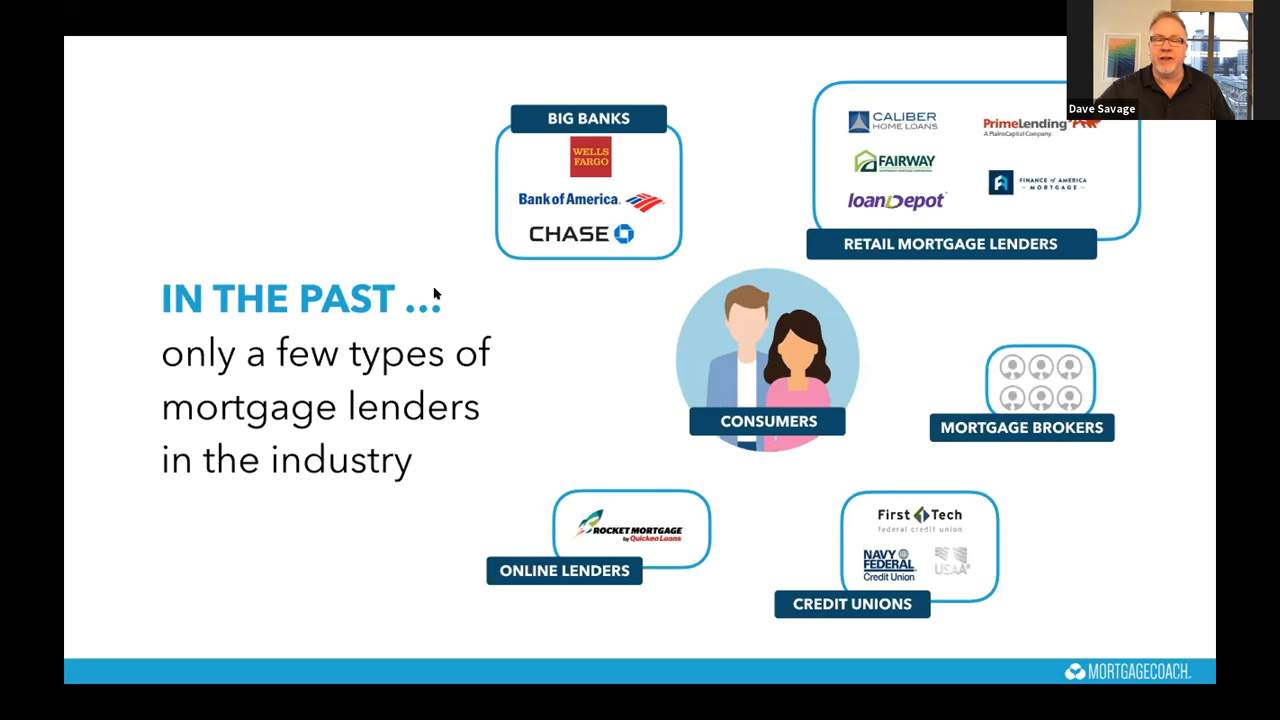 Dave Savage
BIG BANKS
WELLS
FARGO
Bank of America
CHASE
CALIBER
HOME LOANS
PrimeLending
A PlainsCapital Company.
FAIRWAY
FINANCE of AMERICA
- MORTGAGE -
loanDepot
RETAIL MORTGAGE LENDERS
IN THE PAST ...
only a few types of
mortgage lenders
in the industry
CONSUMERS
MORTGAGE BROKERS
ROCKET MORTGAGE
by Quicken Loans
ONLINE LENDERS
First Tech
federal credit union
NAVY
FEDERAL
Credit Union
USAA
CREDIT UNIONS
MORTGAGECOACH